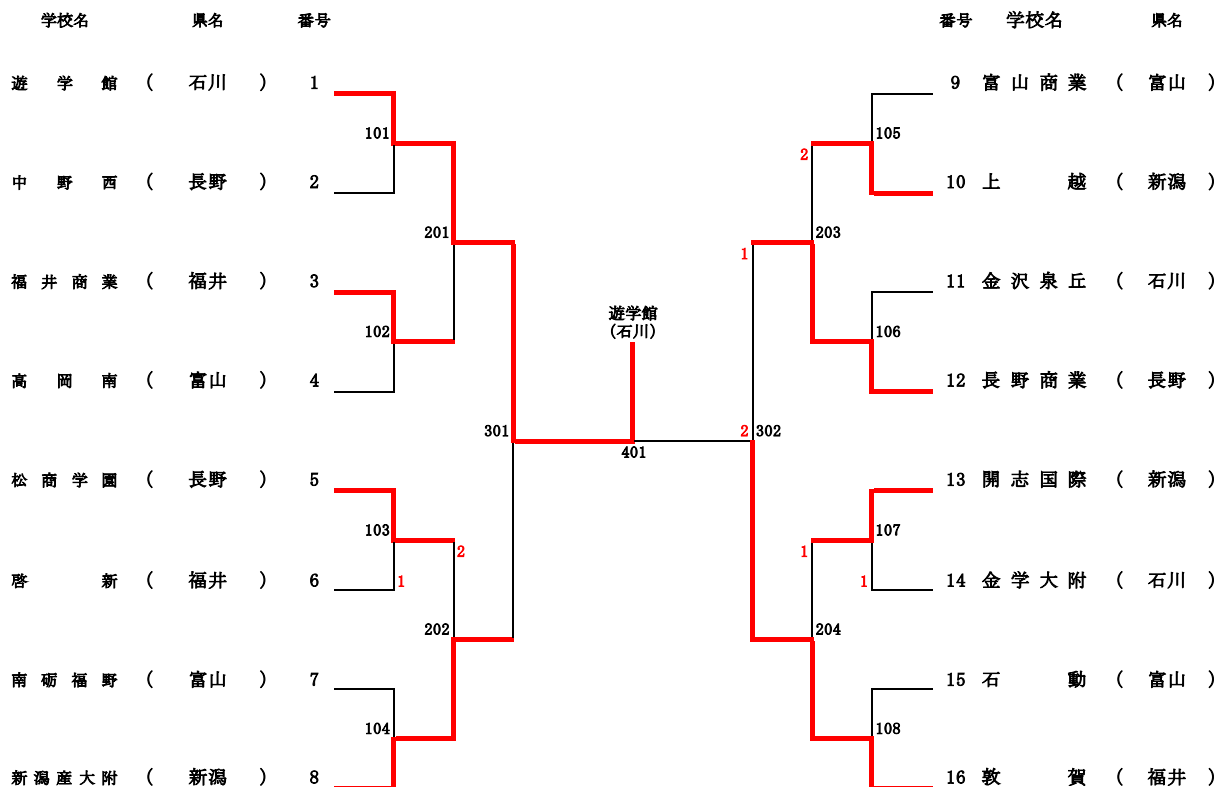 学校名 県名 番号 番号 学校名 県名
遊学館 ( 石川 ) 1 9 富山商業 ( 富山 )
101 105
2
中野西 ( 長野 ) 2 10 上越 ( 新潟 )
201 203
1
福井商業 ( 福井 ) 3 11 金沢泉丘 ( 石川 )
遊学館
(石川)
102 106
高岡南 ( 富山 ) 4 12 長野商業 ( 長野 )
301 2 302
401
松商学園 ( 長野 ) 5 13 開志国際 ( 新潟 )
103 107
2 1
啓新 ( 福井 ) 6 1 1 14 金学大附 ( 石川 )
202 204
南砺福野 ( 富山 ) 7 15 石動 ( 富山 )
104 108
新潟産大附 ( 新潟 ) 8 16 敦賀 ( 福井 )